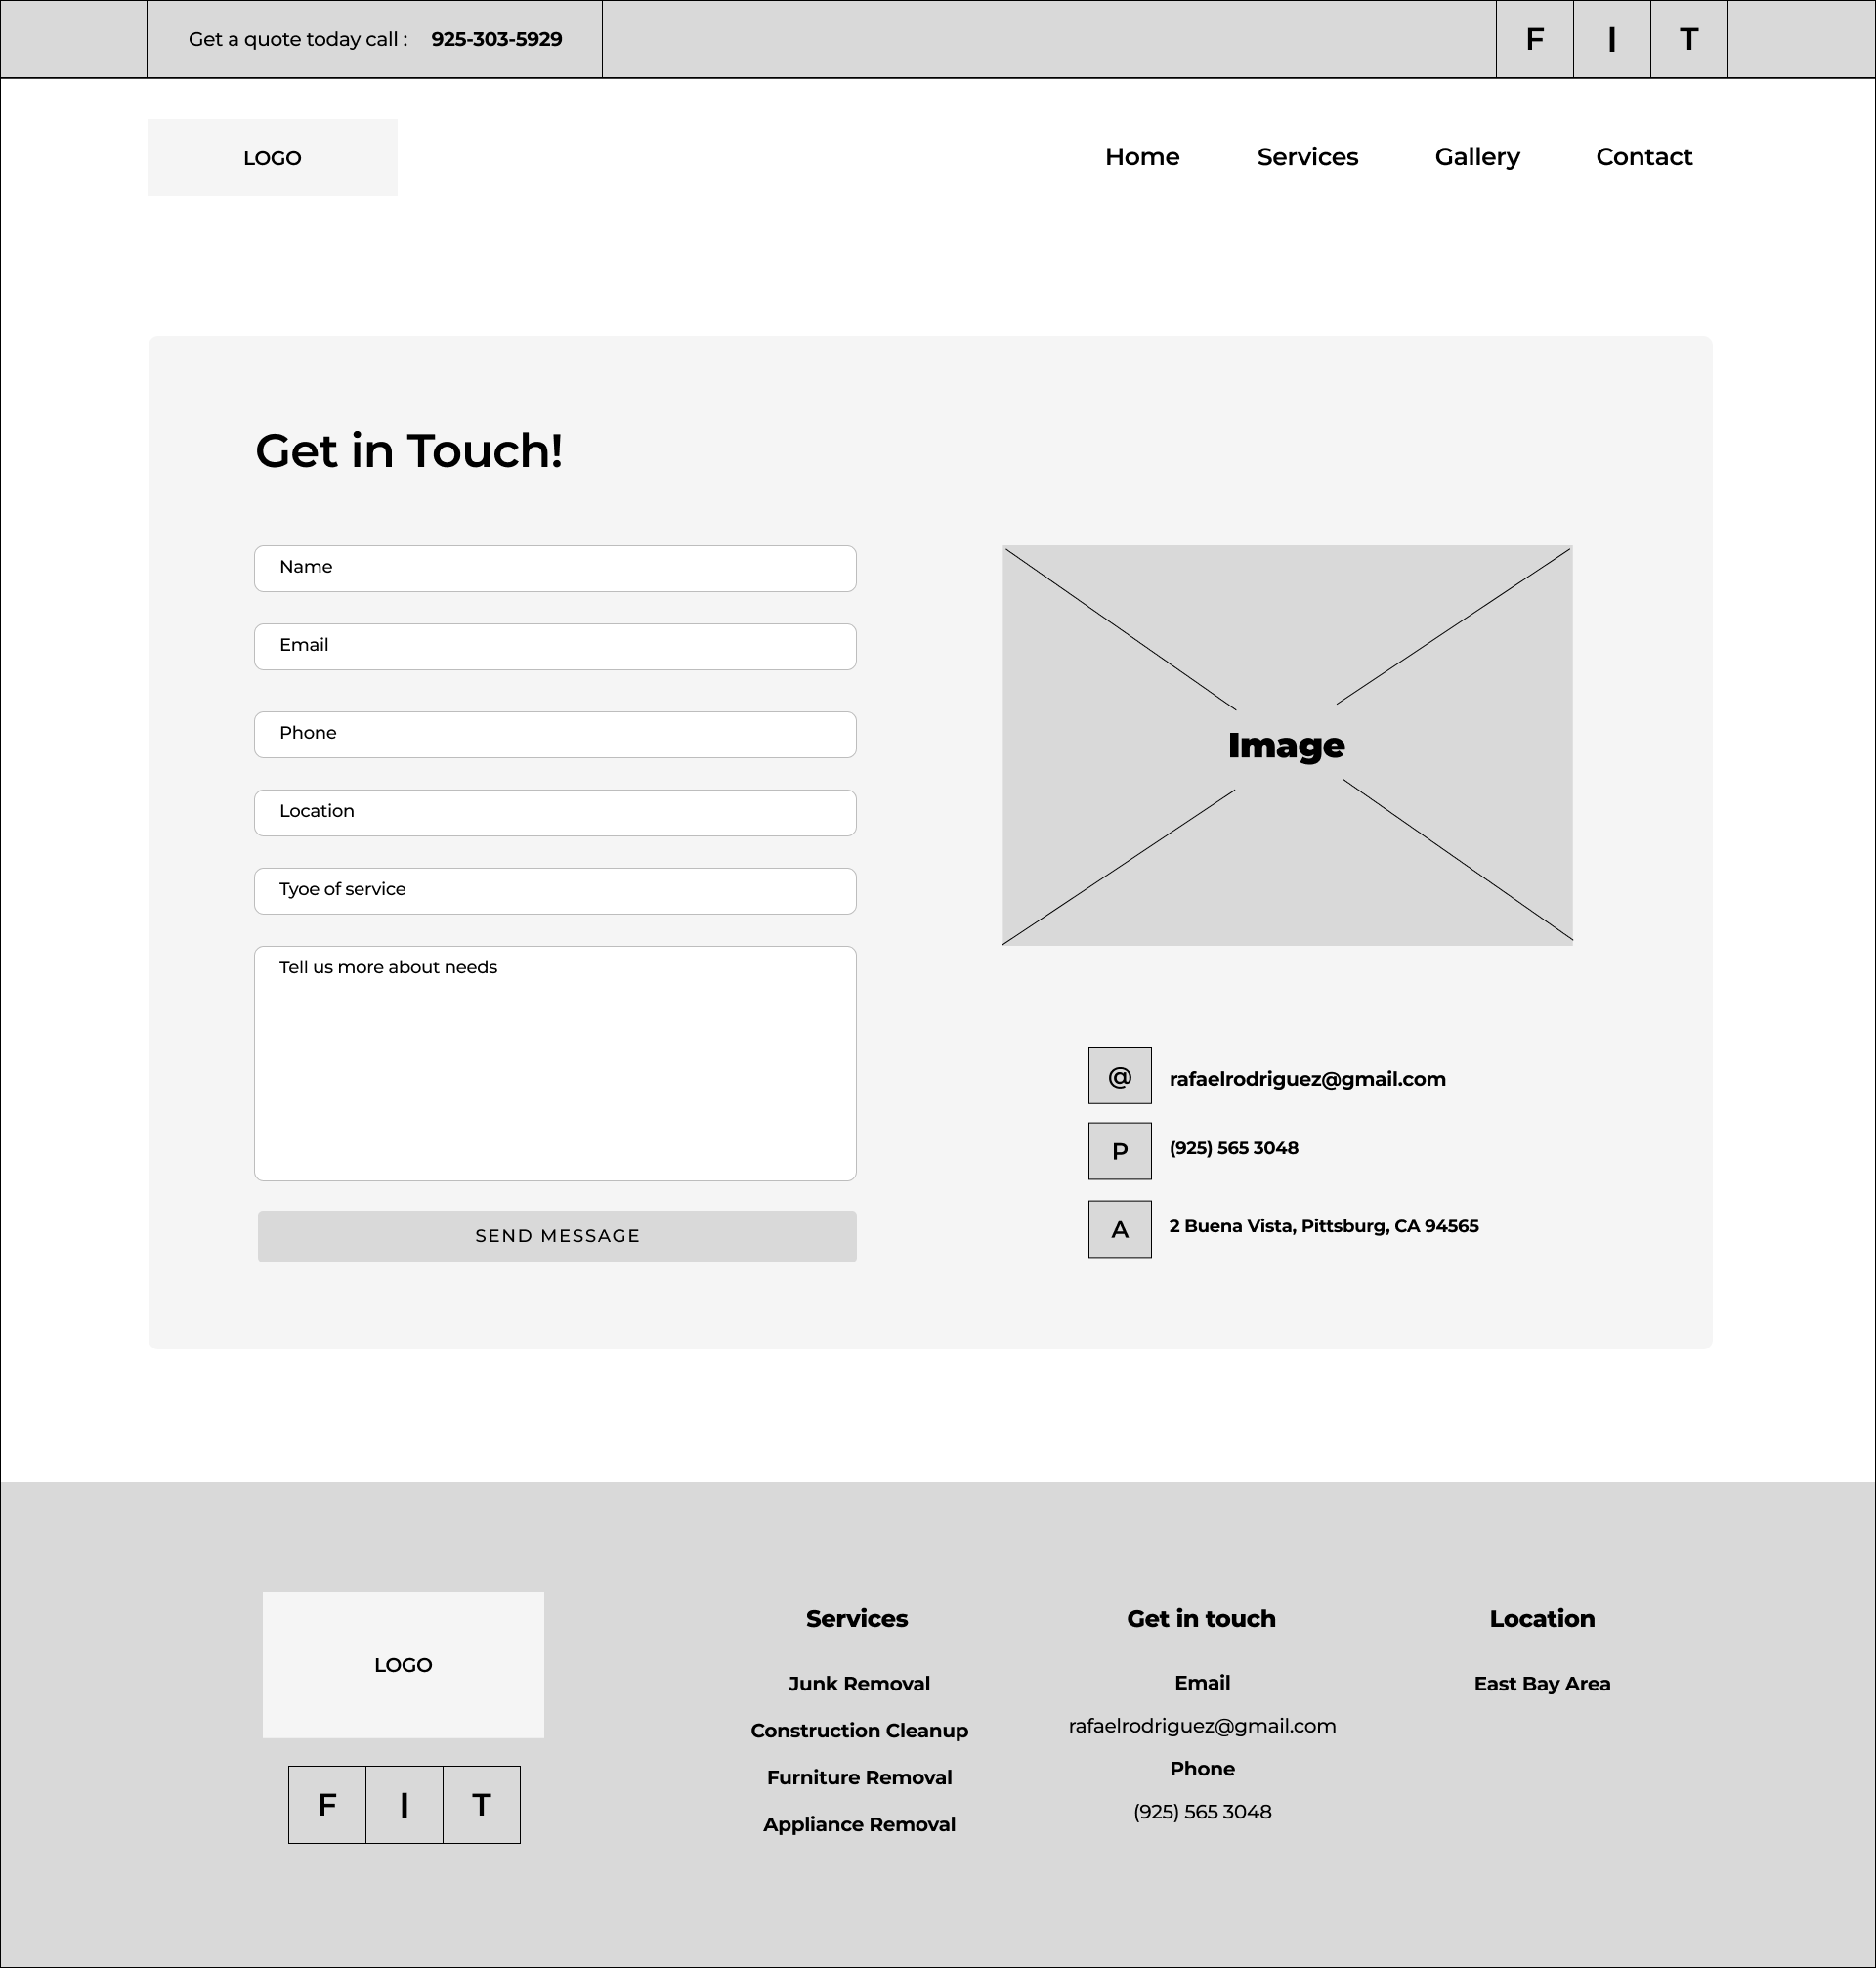 Get a quote today call : 925-303-5929
F I T
LOGO
Home Services Gallery Contact
Get in Touch!
Name
Email
Phone
Location
Tyoe of service
Tell us more about needs
SEND MESSAGE
Image
@ rafaelrodriguez@gmail.com
P (925) 565 3048
A 2 Buena Vista, Pittsburg, CA 94565
LOGO
F I T
Services
Junk Removal
Construction Cleanup
Furniture Removal
Appliance Removal
Get in touch
Email
rafaelrodriguez@gmail.com
Phone
(925) 565 3048
Location
East Bay Area